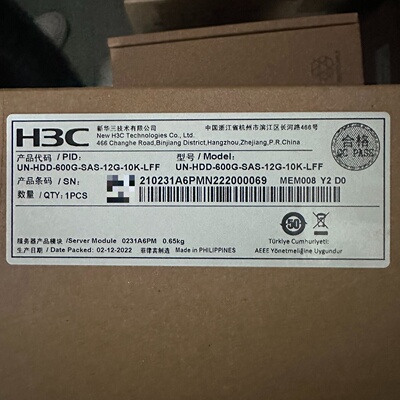 H3C
新华三技术有限公司 中国浙江省杭州市滨江区长河路466号
New H3C Technologies Co., Ltd.
466 Changhe Road,Binjiang District,Hangzhou,Zhejiang,P.R.China
合格
QC PASS
产品代码 / PID: 型号 / Model:
UN-HDD-600G-SAS-12G-10K-LFF UN-HDD-600G-SAS-12G-10K-LFF
产品条码 / SN: 210231A6PMN222000069 MEM008 Y2 D0
数量 / QTY: 1PCS
50
服务器产品模块 /Server Module 0231A6PM 0.65kg
Türkiye Cumhuriyeti:
生产日期 / Date Packed: 02-12-2022 菲律宾制造 Made in PHILIPPINES AEEE Yönetmeliğine Uygundur